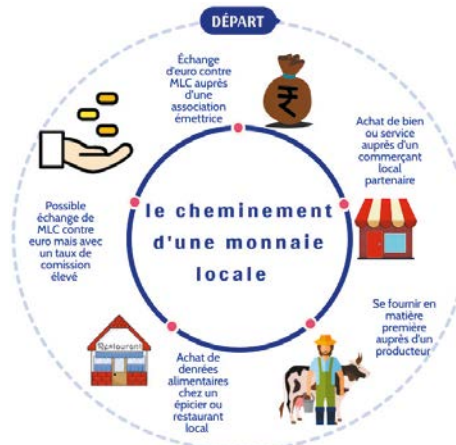 DÉPART
Échange
d'euro contre
MLC auprès
d'une
association
émettrice
₹
Achat de bien
ou service
auprès d'un
commerçant
local
partenaire
Se fournir en
matière
première
auprès d'un
producteur
Achat de
denrées
alimentaires
chez un
épicier ou
restaurant
local
Restaurant
Possible
échange de
MLC contre
euro mais avec
un taux de
comission
élevé
le cheminement
d'une monnaie
locale